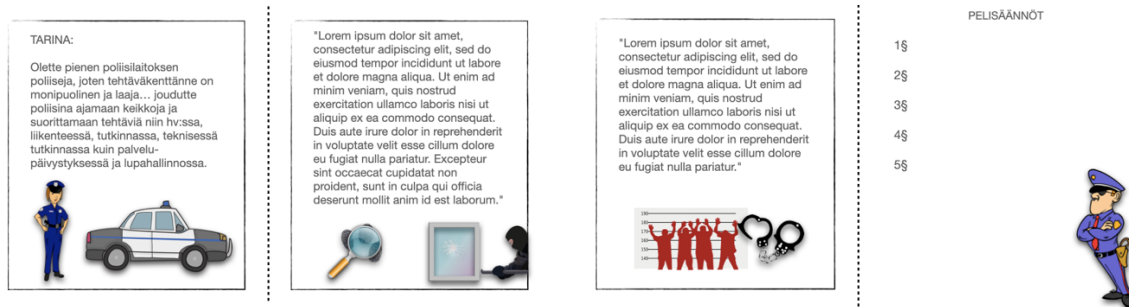 TARINA:
Olette pienen poliisilaitoksen
poliiseja, joten tehtäväkenttänne on
monipuolinen ja laaja… joudutte
poliisina ajamaan keikkoja ja
suorittamaan tehtäviä niin hv:ssa,
liikenteessä, tutkinnassa, teknisessä
tutkinnassa kuin palvelu-
päivystyksessä ja lupahallinnossa.
"Lorem ipsum dolor sit amet,
consectetur adipiscing elit, sed do
eiusmod tempor incididunt ut labore
et dolore magna aliqua. Ut enim ad
minim veniam, quis nostrud
exercitation ullamco laboris nisi ut
aliquip ex ea commodo consequat.
Duis aute irure dolor in reprehenderit
in voluptate velit esse cillum dolore
eu fugiat nulla pariatur. Excepteur
sint occaecat cupidatat non
proident, sunt in culpa qui officia
deserunt mollit anim id est laborum."
"Lorem ipsum dolor sit amet,
consectetur adipiscing elit, sed do
eiusmod tempor incididunt ut labore
et dolore magna aliqua. Ut enim ad
minim veniam, quis nostrud
exercitation ullamco laboris nisi ut
aliquip ex ea commodo consequat.
Duis aute irure dolor in reprehenderit
in voluptate velit esse cillum dolore
eu fugiat nulla pariatur."
PELISÄÄNNÖT
1§
2§
3§
4§
5§